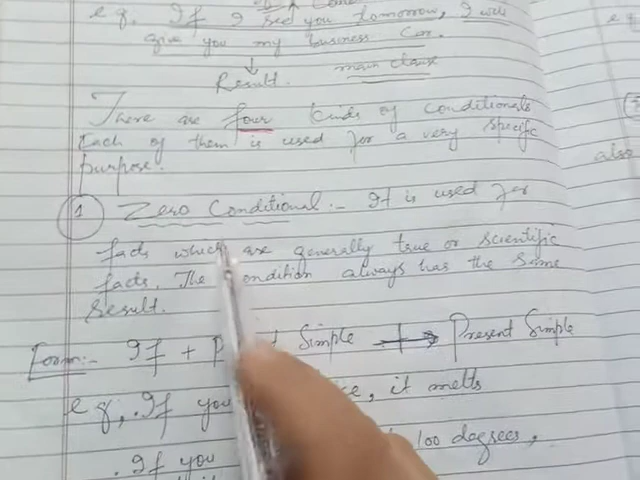 e.g. If I see you tomorrow, I will
give you my business
Result. main clause
There are four kinds of conditionals
Each of them is used for a very specific
purpose. also
1 Zero Conditional :- It is used for
facts which are generally true or scientific
facts. The ondition always has the same
result.
Form:- If + P t Simple → Present Simple
e g, . If you e, it melts
. If you 100 degrees,